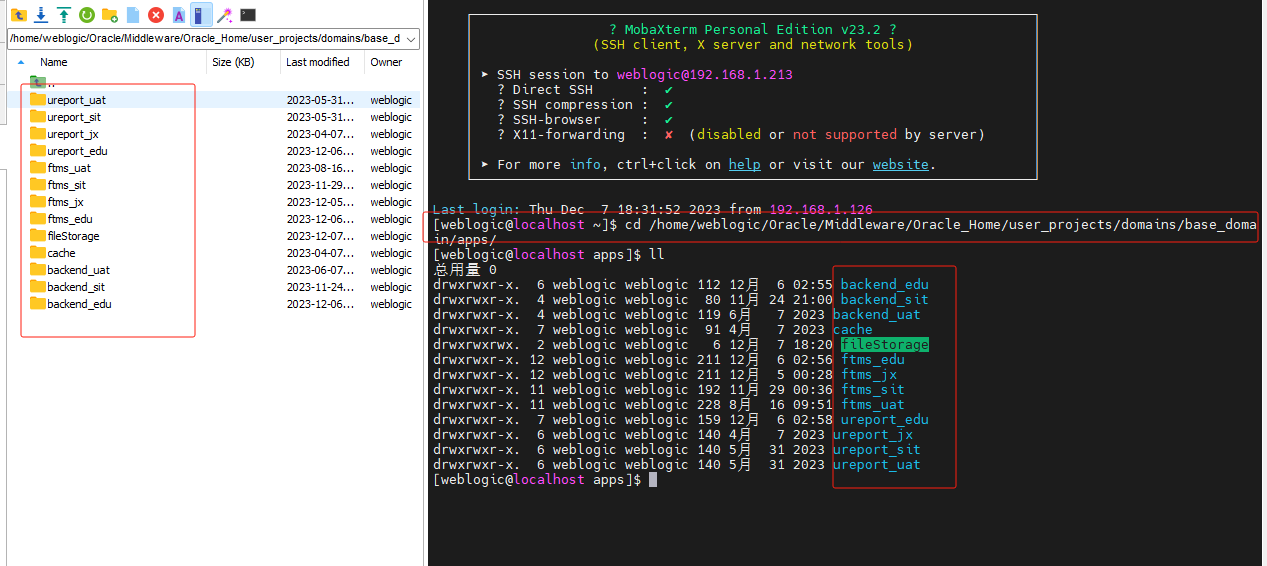 /home/weblogic/Oracle/Middleware/Oracle_Home/user_projects/domains/base_d
Name Size (KB) Last modified Owner
..
ureport_uat 2023-05-31... weblogic
ureport_sit 2023-05-31... weblogic
ureport_jx 2023-04-07... weblogic
ureport_edu 2023-12-06... weblogic
ftms_uat 2023-08-16... weblogic
ftms_sit 2023-11-29... weblogic
ftms_jx 2023-12-05... weblogic
ftms_edu 2023-12-06... weblogic
fileStorage 2023-12-07... weblogic
cache 2023-04-07... weblogic
backend_uat 2023-06-07... weblogic
backend_sit 2023-11-24... weblogic
backend_edu 2023-12-06... weblogic
? MobaXterm Personal Edition v23.2 ?
(SSH client, X server and network tools)
➤ SSH session to weblogic@192.168.1.213
? Direct SSH : ✔
? SSH compression : ✔
? SSH-browser : ✔
? X11-forwarding : ✘ (disabled or not supported by server)
➤ For more info, ctrl+click on help or visit our website.
Last login: Thu Dec 7 18:31:52 2023 from 192.168.1.126
[weblogic@localhost ~]$ cd /home/weblogic/Oracle/Middleware/Oracle_Home/user_projects/domains/base_doma
in/apps/
[weblogic@localhost apps]$ ll
总用量 0
drwxrwxr-x. 6 weblogic weblogic 112 12月 6 02:55 backend_edu
drwxrwxr-x. 4 weblogic weblogic 80 11月 24 21:00 backend_sit
drwxrwxr-x. 4 weblogic weblogic 119 6月 7 2023 backend_uat
drwxrwxr-x. 7 weblogic weblogic 91 4月 7 2023 cache
drwxrwxrwx. 2 weblogic weblogic 6 12月 7 18:20 fileStorage
drwxrwxr-x. 12 weblogic weblogic 211 12月 6 02:56 ftms_edu
drwxrwxr-x. 12 weblogic weblogic 211 12月 5 00:28 ftms_jx
drwxrwxr-x. 11 weblogic weblogic 192 11月 29 00:36 ftms_sit
drwxrwxr-x. 11 weblogic weblogic 228 8月 16 09:51 ftms_uat
drwxrwxr-x. 7 weblogic weblogic 159 12月 6 02:58 ureport_edu
drwxrwxr-x. 6 weblogic weblogic 140 4月 7 2023 ureport_jx
drwxrwxr-x. 6 weblogic weblogic 140 5月 31 2023 ureport_sit
drwxrwxr-x. 6 weblogic weblogic 140 5月 31 2023 ureport_uat
[weblogic@localhost apps]$